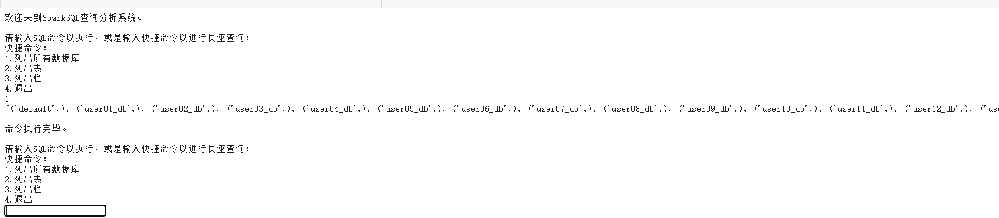 欢迎来到SparkSQL查询分析系统。
请输入SQL命令以执行，或是输入快捷命令以进行快速查询：
快捷命令：
1.列出所有数据库
2.列出表
3.列出栏
4.退出
1
[('default',), ('user01_db',), ('user02_db',), ('user03_db',), ('user04_db',), ('user05_db',), ('user06_db',), ('user07_db',), ('user08_db',), ('user09_db',), ('user10_db',), ('user11_db',), ('user12_db',), ('us
命令执行完毕。
请输入SQL命令以执行，或是输入快捷命令以进行快速查询：
快捷命令：
1.列出所有数据库
2.列出表
3.列出栏
4.退出